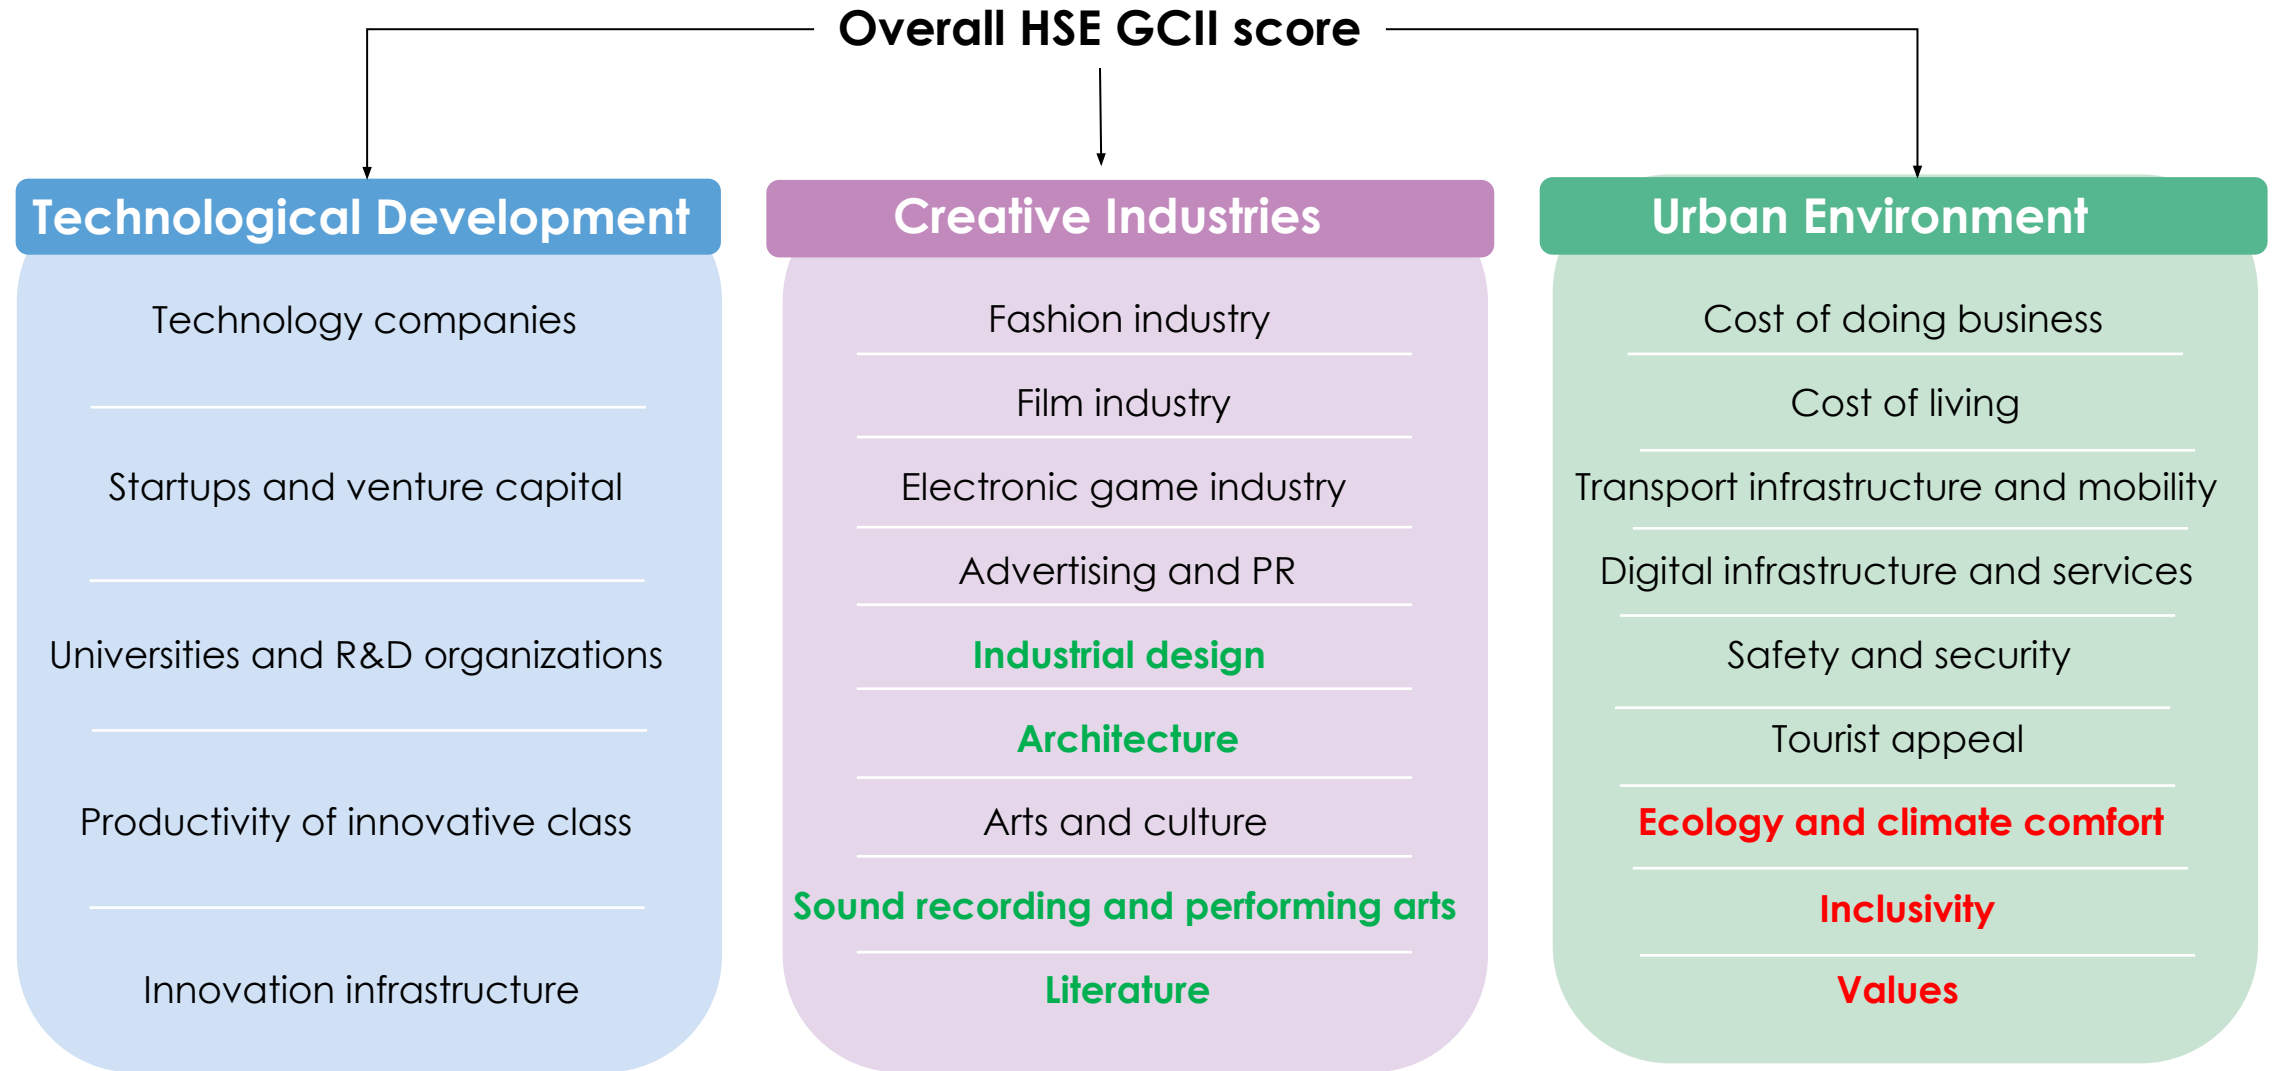 Overall HSE GCII score
Technological Development
Technology companies
Startups and venture capital
Universities and R&D organizations
Productivity of innovative class
Innovation infrastructure
Creative Industries
Fashion industry
Film industry
Electronic game industry
Advertising and PR
Industrial design
Architecture
Arts and culture
Sound recording and performing arts
Literature
Urban Environment
Cost of doing business
Cost of living
Transport infrastructure and mobility
Digital infrastructure and services
Safety and security
Tourist appeal
Ecology and climate comfort
Inclusivity
Values